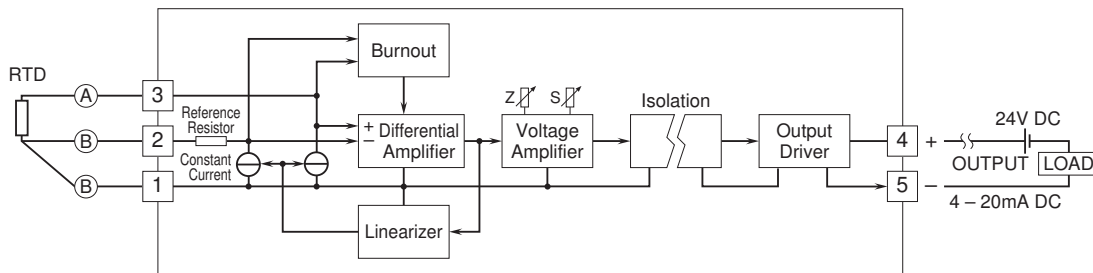 RTD
A
B
B
3
2
1
Reference
Resistor
Constant
Current
Burnout
+
−
Differential
Amplifier
Linearizer
Z
S
Voltage
Amplifier
Isolation
Output
Driver
4
5
+
−
24V DC
OUTPUT
LOAD
4 – 20mA DC